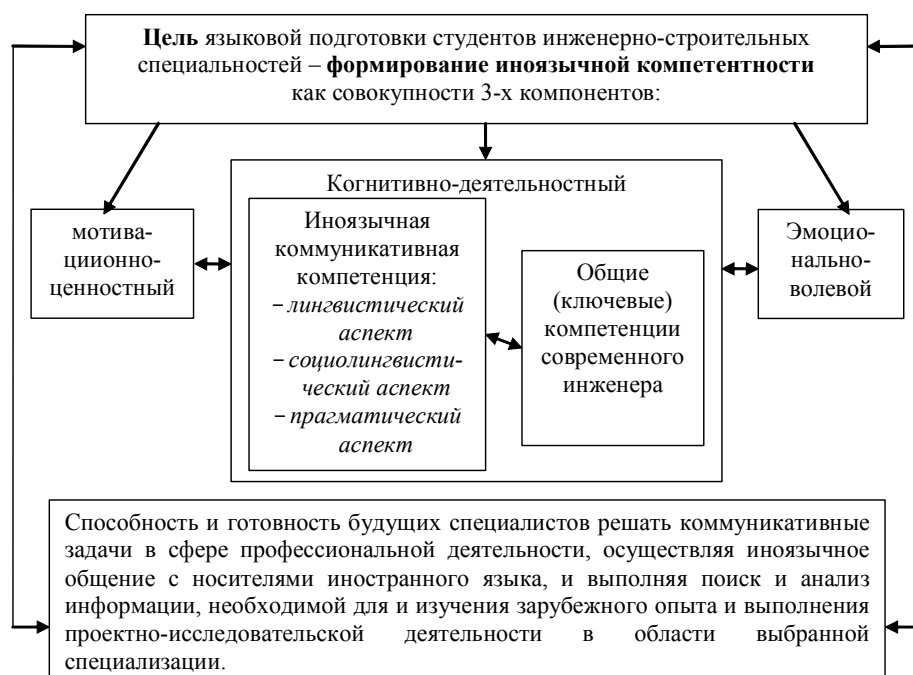 Цель языковой подготовки студентов инженерно-строительных
специальностей – формирование иноязычной компетентности
как совокупности 3-х компонентов:
мотива-
циионно-
ценностный
Когнитивно-деятельностный
Иноязычная
коммуникативная
компетенция:
– лингвистический
аспект
– социолингвисти-
ческий аспект
– прагматический
аспект
Общие
(ключевые)
компетенции
современного
инженера
Эмоцио-
нально-
волевой
Способность и готовность будущих специалистов решать коммуникативные
задачи в сфере профессиональной деятельности, осуществляя иноязычное
общение с носителями иностранного языка, и выполняя поиск и анализ
информации, необходимой для и изучения зарубежного опыта и выполнения
проектно-исследовательской деятельности в области выбранной
специализации.